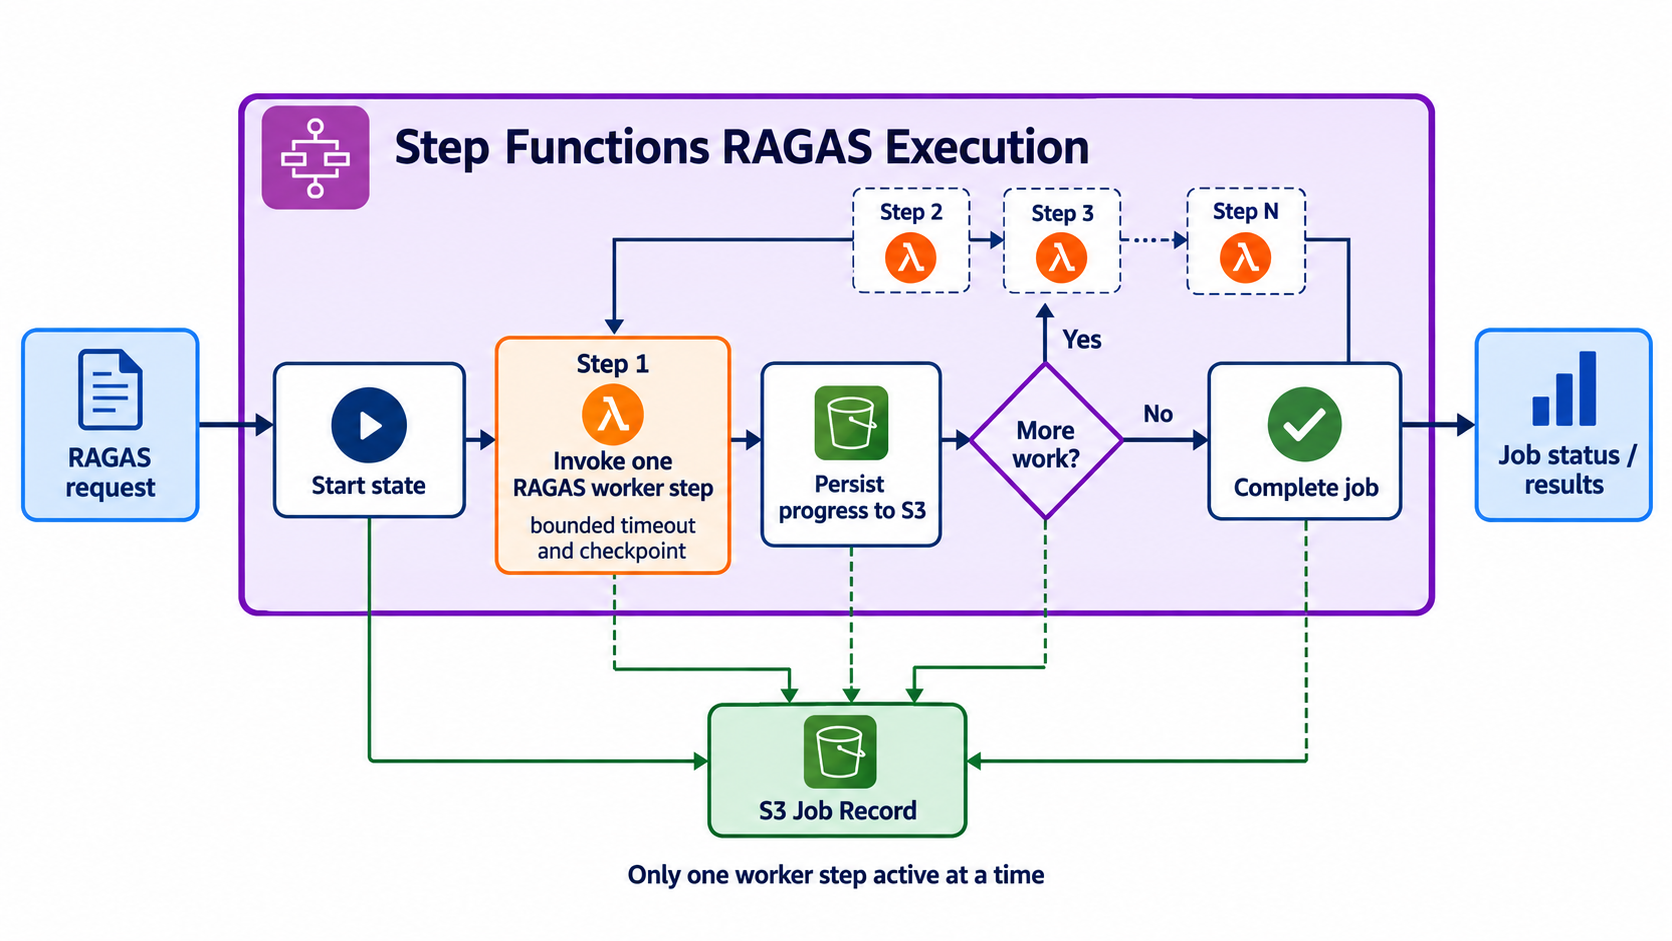 Step Functions RAGAS Execution
Step 2
Step 3
Step N
Yes
RAGAS
request
Start state
Step 1
Invoke one
RAGAS worker step
bounded timeout
and checkpoint
Persist
progress to S3
More
work?
No
Complete job
Job status /
results
S3 Job Record
Only one worker step active at a time